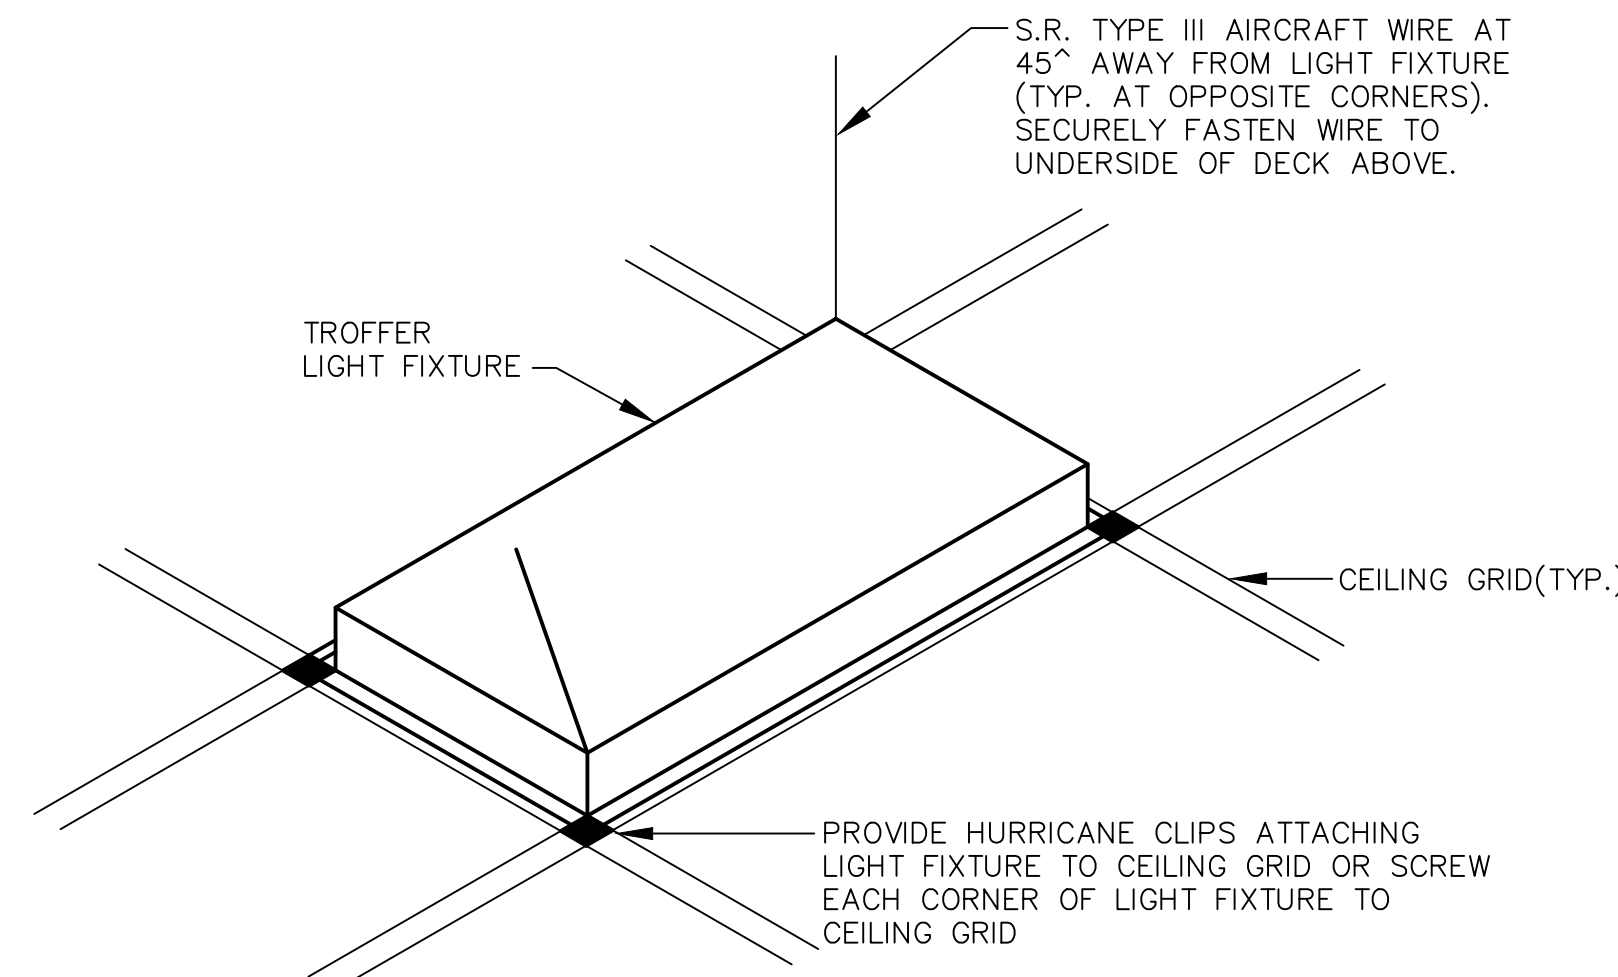 S.R. TYPE III AIRCRAFT WIRE AT
45^ AWAY FROM LIGHT FIXTURE
(TYP. AT OPPOSITE CORNERS).
SECURELY FASTEN WIRE TO
UNDERSIDE OF DECK ABOVE.
TROFFER
LIGHT FIXTURE
CEILING GRID(TYP.)
PROVIDE HURRICANE CLIPS ATTACHING
LIGHT FIXTURE TO CEILING GRID OR SCREW
EACH CORNER OF LIGHT FIXTURE TO
CEILING GRID